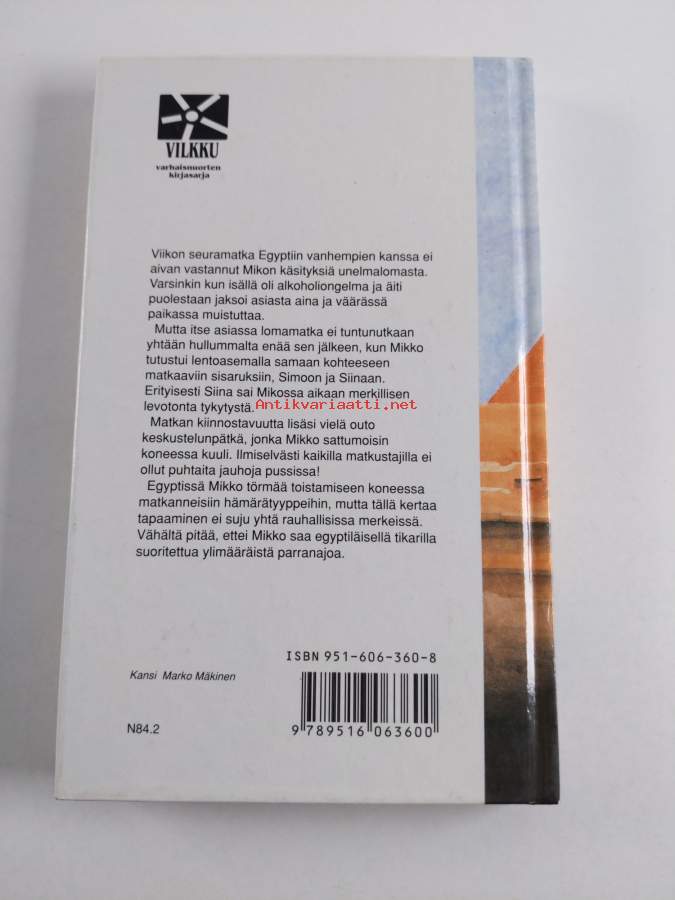 VILKKU
varhaisnuorten
kirjasarja
Viikon seuramatka Egyptiin vanhempien kanssa ei
aivan vastannut Mikon käsityksiä unelmalomasta.
Varsinkin kun isällä oli alkoholiongelma ja äiti
puolestaan jaksoi asiasta aina ja väärässä
paikassa muistuttaa.
Mutta itse asiassa lomamatka ei tuntunutkaan
yhtään hullummalta enää sen jälkeen, kun Mikko
tutustui lentoasemalla samaan kohteeseen
matkaaviin sisaruksiin, Simoon ja Siinaan.
Erityisesti Siina sai Mikossa aikaan merkillisen
levotonta tykytystä.
Antikvariaatti.net
Matkan kiinnostavuutta lisäsi vielä outo
keskustelunpätkä, jonka Mikko sattumoisin
koneessa kuuli. Ilmiselvästi kaikilla matkustajilla ei
ollut puhtaita jauhoja pussissa!
Egyptissä Mikko törmää toistamiseen koneessa
matkanneisiin hämärätyyppeihin, mutta tällä kertaa
tapaaminen ei suju yhtä rauhallisissa merkeissä.
Vähältä pitää, ettei Mikko saa egyptiläisellä tikarilla
suoritettua ylimääräistä parranajoa.
ISBN 951-606-360-8
Kansi Marko Mäkinen
N84.2
9 789516 063600